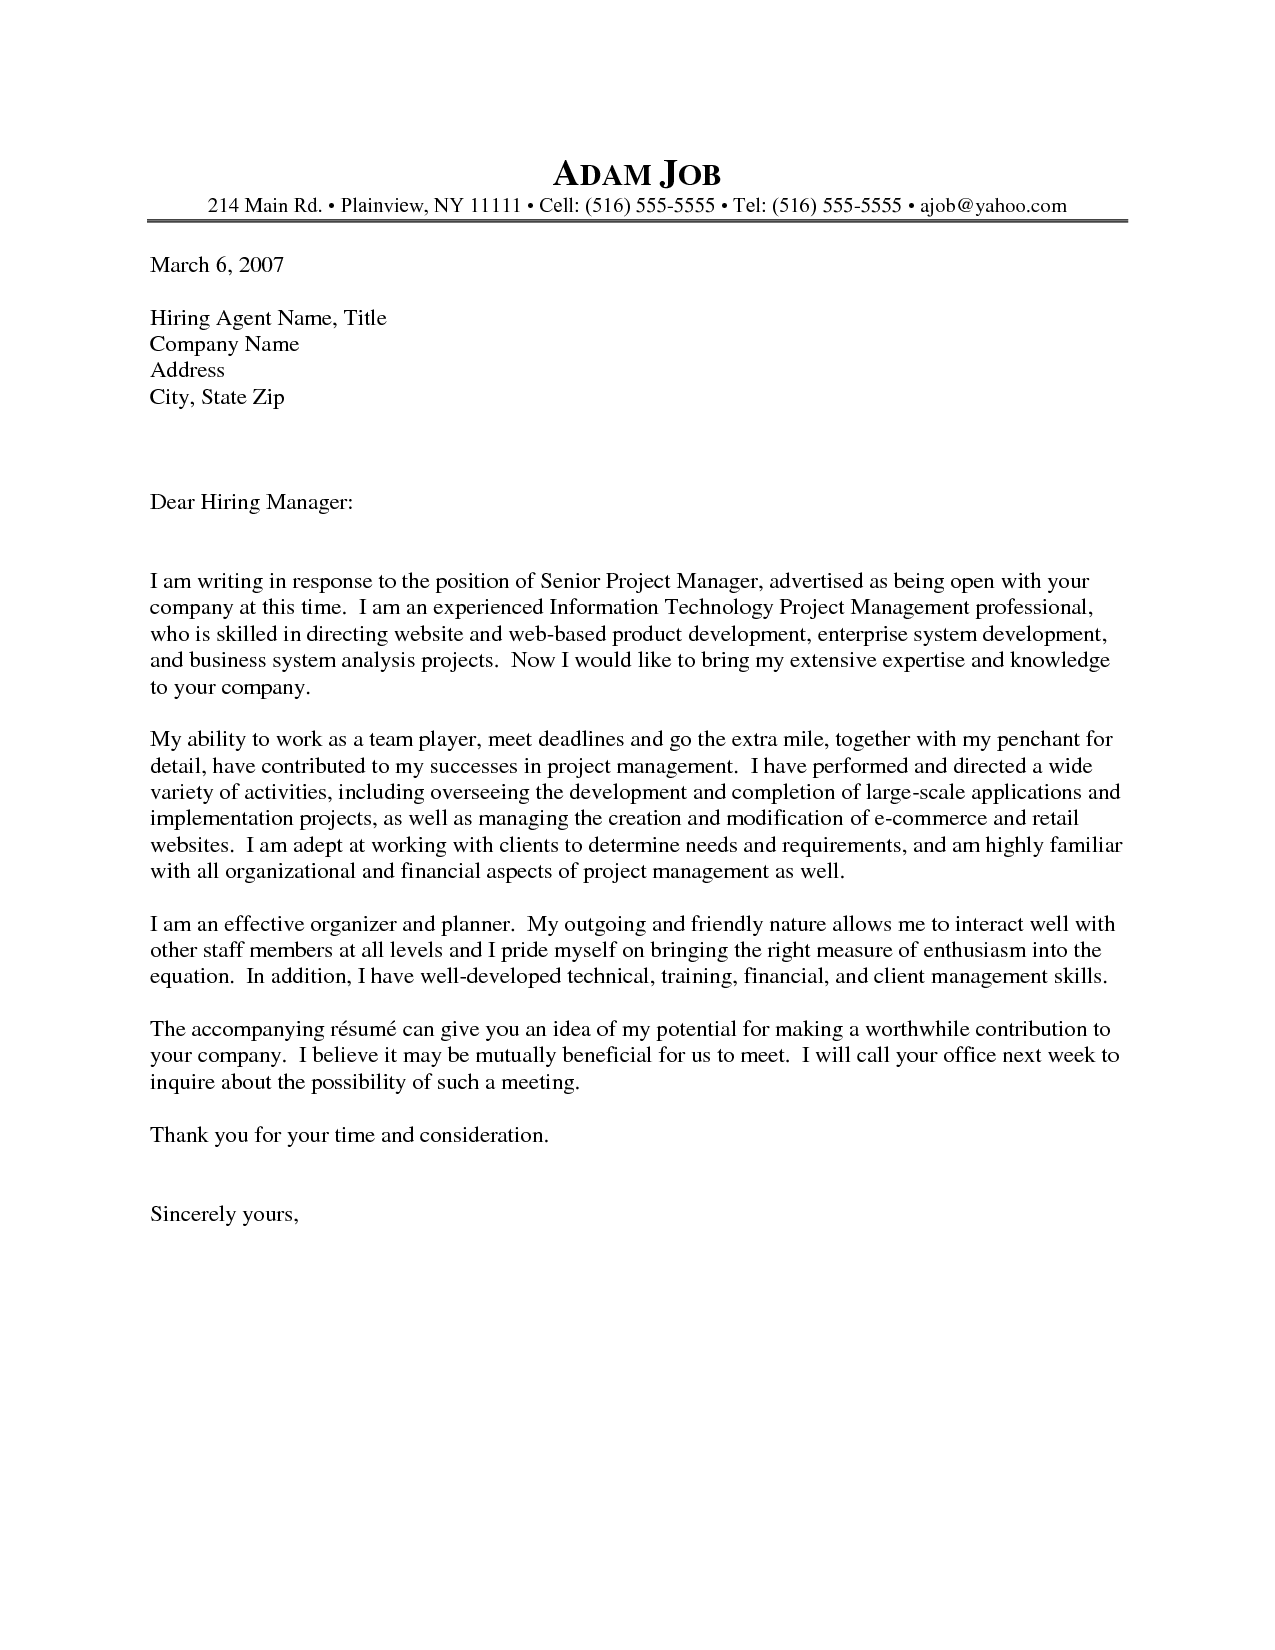 ADAM JOB
214 Main Rd. • Plainview, NY 11111 • Cell: (516) 555-5555 • Tel: (516) 555-5555 • ajob@yahoo.com
March 6, 2007
Hiring Agent Name, Title
Company Name
Address
City, State Zip
Dear Hiring Manager:
I am writing in response to the position of Senior Project Manager, advertised as being open with your
company at this time.  I am an experienced Information Technology Project Management professional,
who is skilled in directing website and web-based product development, enterprise system development,
and business system analysis projects.  Now I would like to bring my extensive expertise and knowledge
to your company.
My ability to work as a team player, meet deadlines and go the extra mile, together with my penchant for
detail, have contributed to my successes in project management.  I have performed and directed a wide
variety of activities, including overseeing the development and completion of large-scale applications and
implementation projects, as well as managing the creation and modification of e-commerce and retail
websites.  I am adept at working with clients to determine needs and requirements, and am highly familiar
with all organizational and financial aspects of project management as well.
I am an effective organizer and planner.  My outgoing and friendly nature allows me to interact well with
other staff members at all levels and I pride myself on bringing the right measure of enthusiasm into the
equation.  In addition, I have well-developed technical, training, financial, and client management skills.
The accompanying résumé can give you an idea of my potential for making a worthwhile contribution to
your company.  I believe it may be mutually beneficial for us to meet.  I will call your office next week to
inquire about the possibility of such a meeting.
Thank you for your time and consideration.
Sincerely yours,